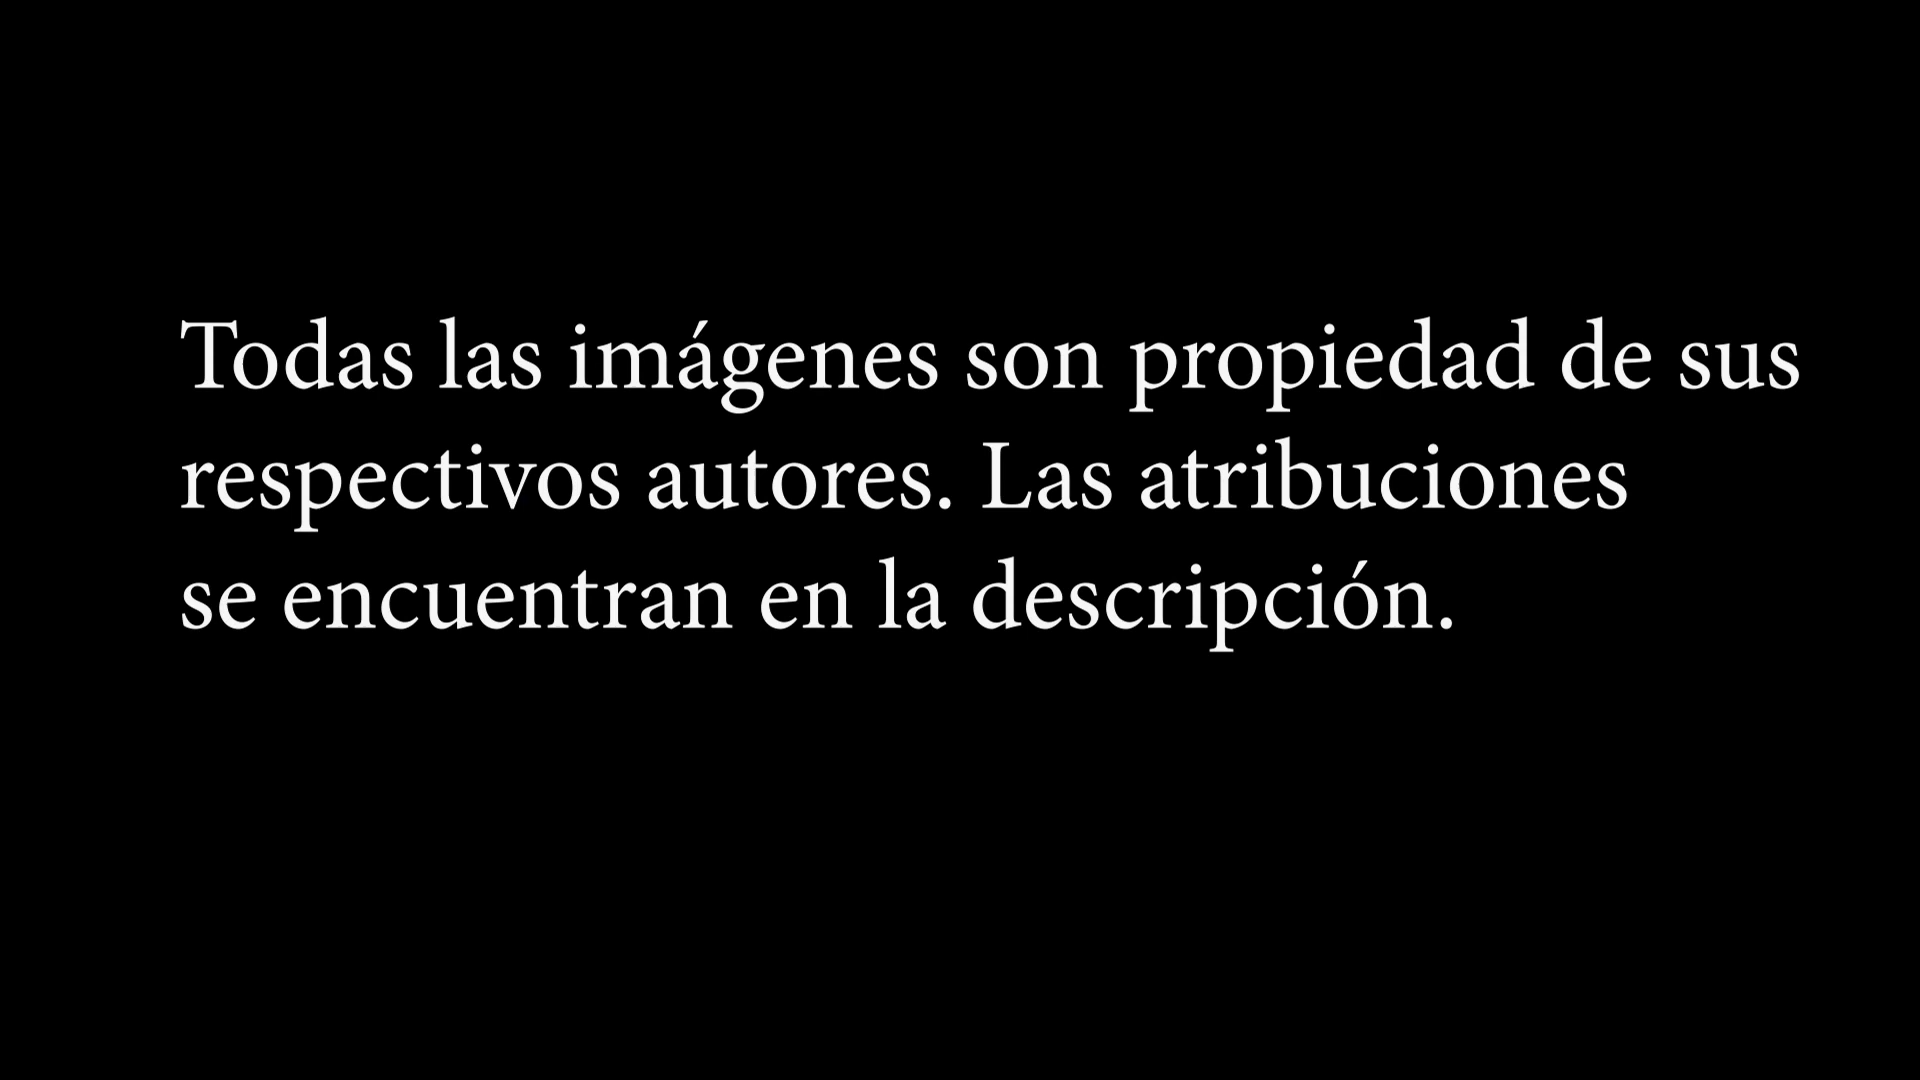 Todas las imágenes son propiedad de sus
respectivos autores. Las atribuciones
se encuentran en la descripción.